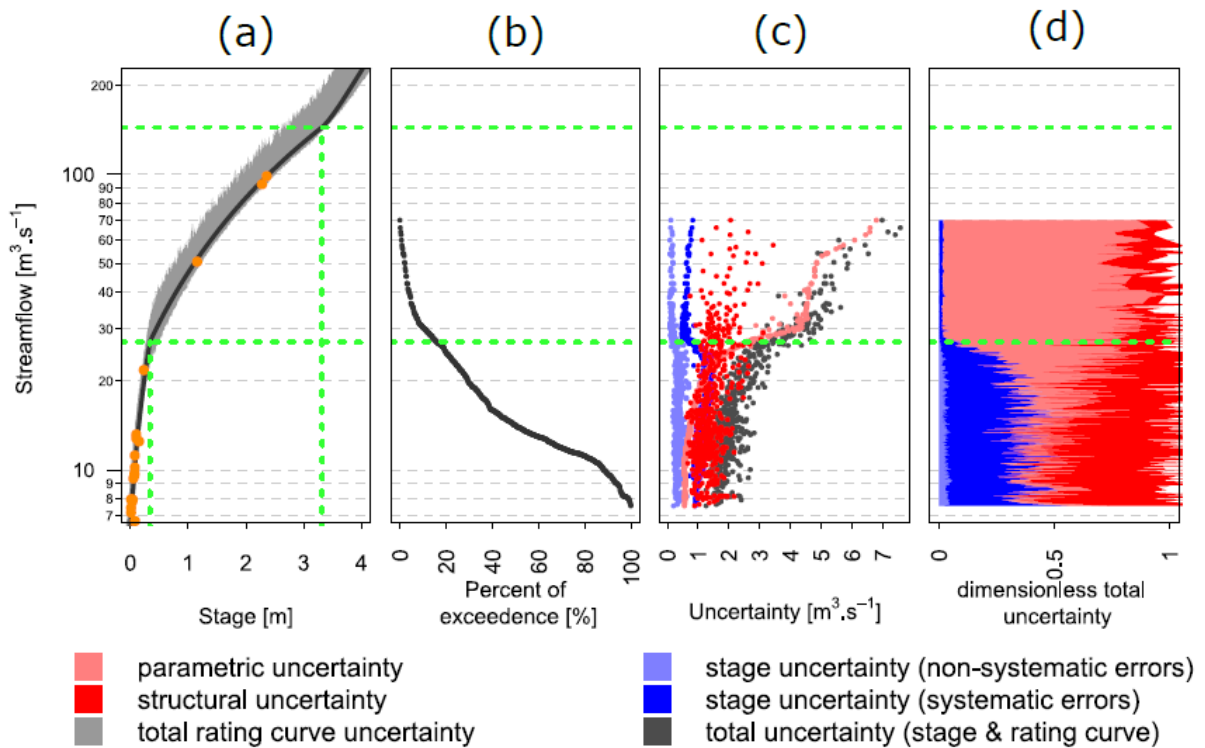 (a) (b) (c) (d)
Streamflow [m³.s⁻¹]
200
100
90
80
70
60
50
40
30
20
10
9
8
7
0 1 2 3 4
Stage [m]
0 20 40 60 80 100
Percent of
exceedence [%]
0 1 2 3 4 5 6 7
Uncertainty [m³.s⁻¹]
0 0.5 1
dimensionless total
uncertainty
parametric uncertainty
structural uncertainty
total rating curve uncertainty
stage uncertainty (non-systematic errors)
stage uncertainty (systematic errors)
total uncertainty (stage & rating curve)